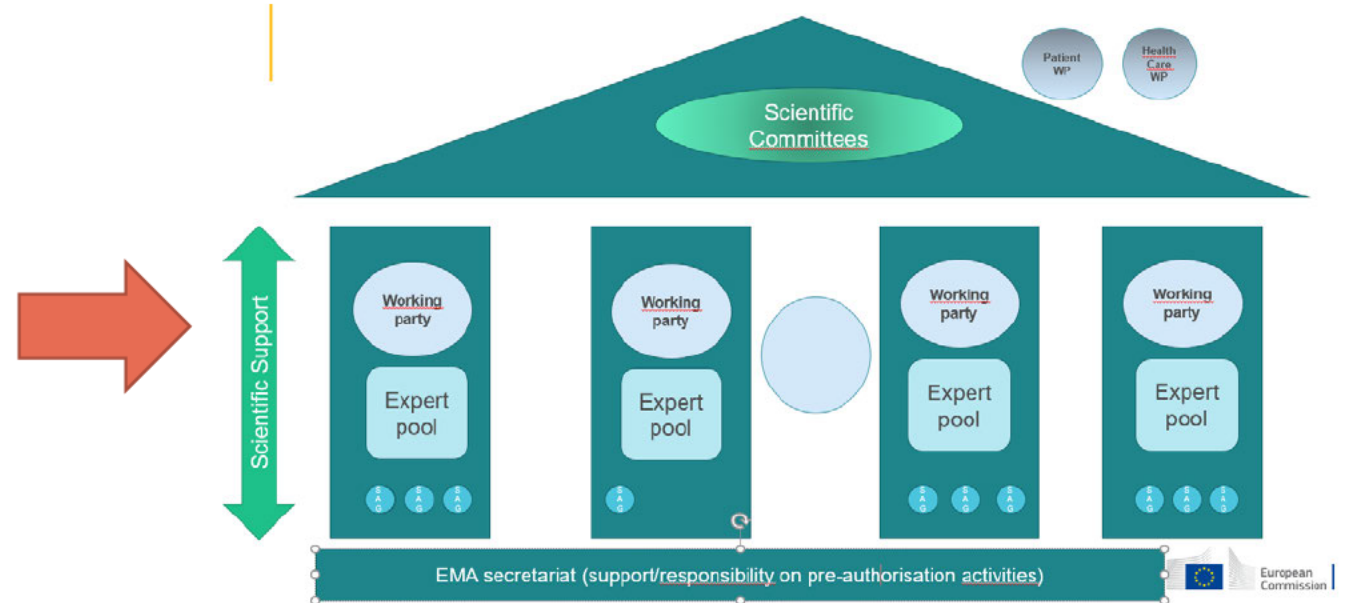 Patient
WP
Health
Care
WP
Scientific
Committees
Scientific Support
Working
party
Expert
pool
S
A
G
S
A
G
S
A
G
Working
party
Expert
pool
S
A
G
Working
party
Expert
pool
S
A
G
S
A
G
S
A
G
Working
party
Expert
pool
S
A
G
S
A
G
S
A
G
EMA secretariat (support/responsibility on pre-authorisation activities)
European
Commission